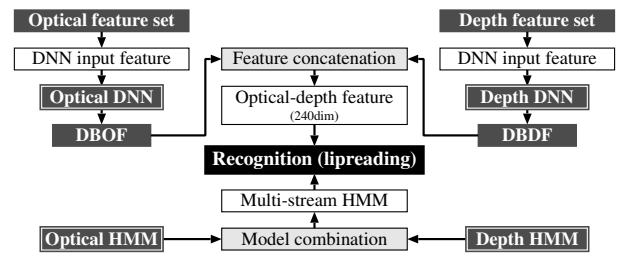 Optical feature set
Depth feature set
DNN input feature
Feature concatenation
DNN input feature
Optical DNN
Optical-depth feature
(240dim)
Depth DNN
DBOF
DBDF
Recognition (lipreading)
Multi-stream HMM
Optical HMM
Model combination
Depth HMM